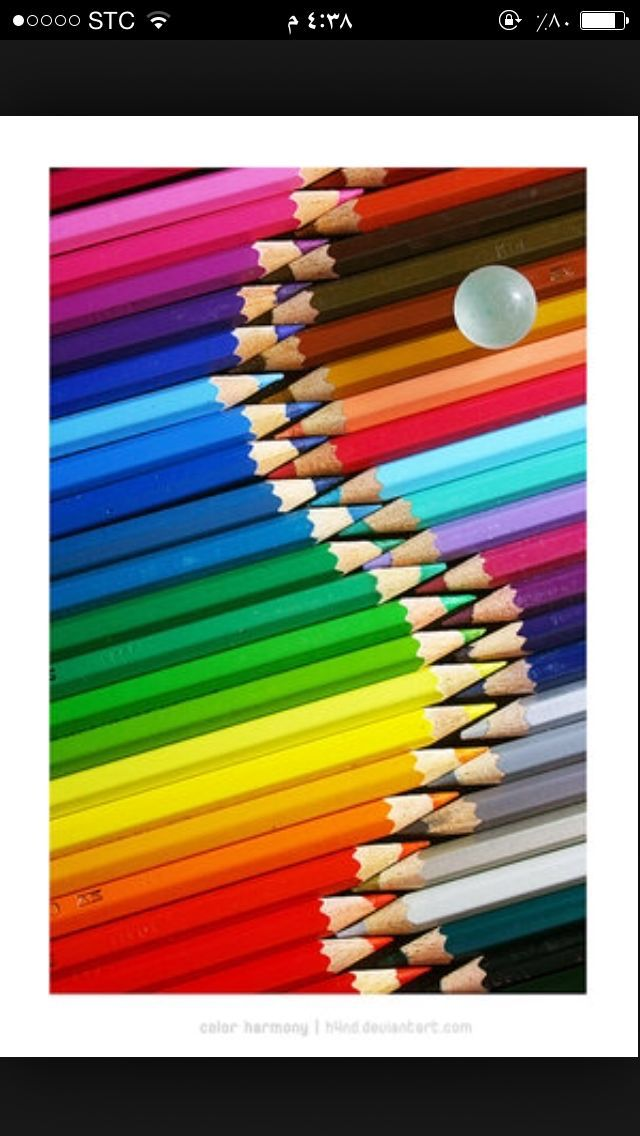 STC ٤:٣٨ م ٪٨٠
color harmony | h4nd.deviantart.com